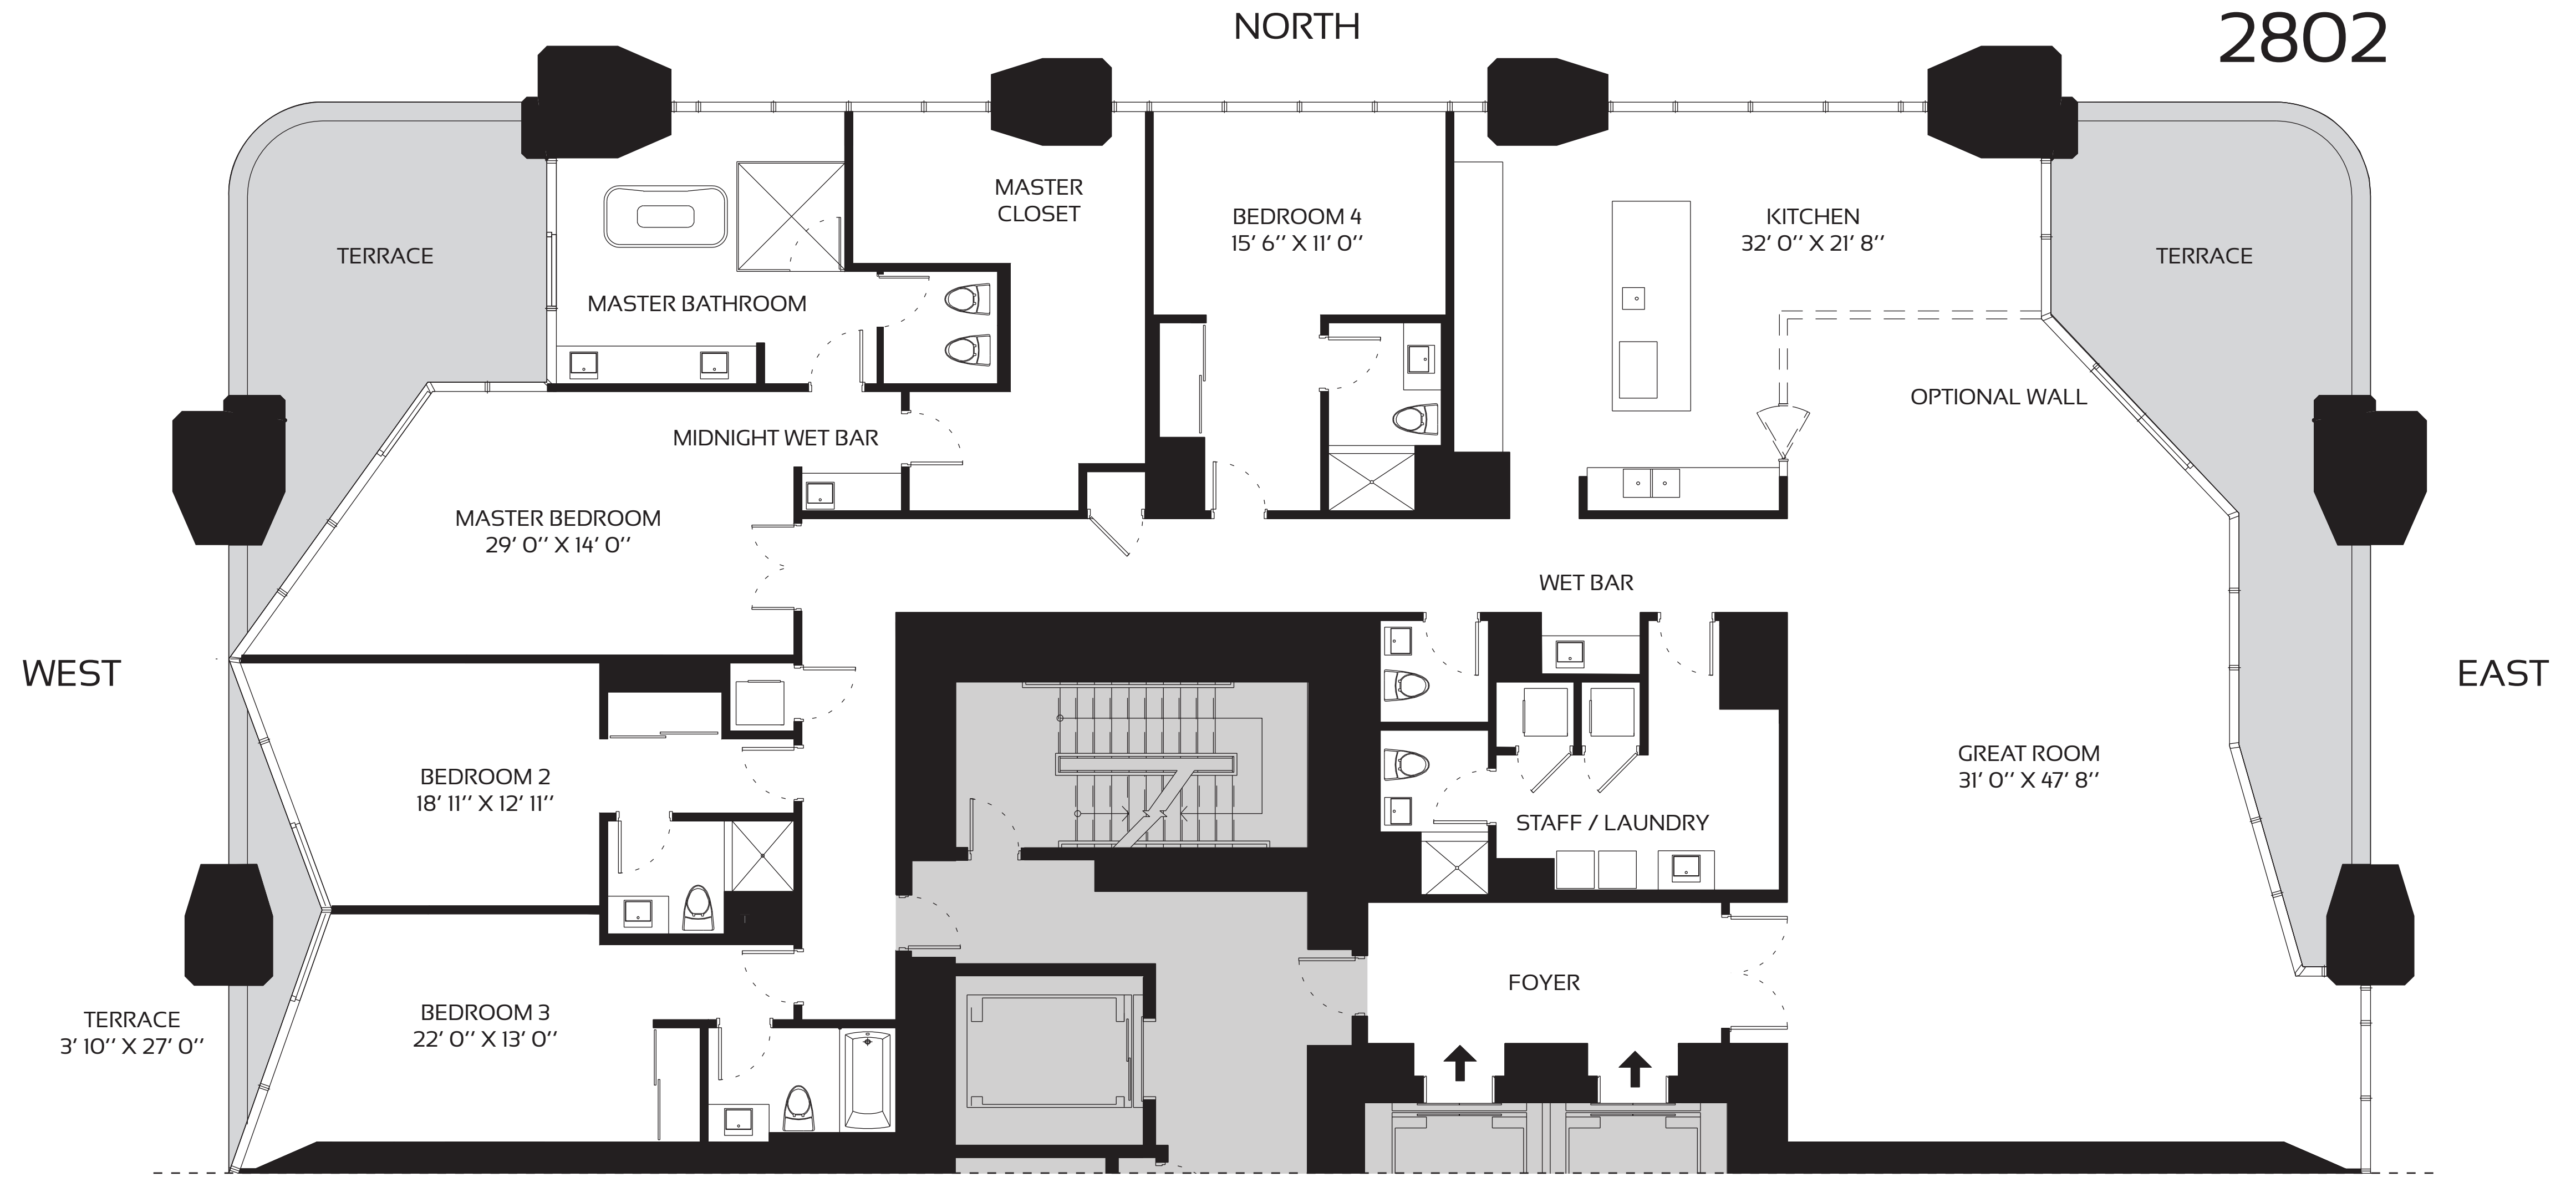 NORTH
2802
MASTER
CLOSET
BEDROOM 4
15' 6'' X 11' 0''
KITCHEN
32' 0'' X 21' 8''
TERRACE
TERRACE
MASTER BATHROOM
OPTIONAL WALL
MIDNIGHT WET BAR
MASTER BEDROOM
29' 0'' X 14' 0''
WET BAR
WEST
EAST
GREAT ROOM
31' 0'' X 47' 8''
BEDROOM 2
18' 11'' X 12' 11''
STAFF / LAUNDRY
FOYER
BEDROOM 3
22' 0'' X 13' 0''
TERRACE
3' 10'' X 27' 0''